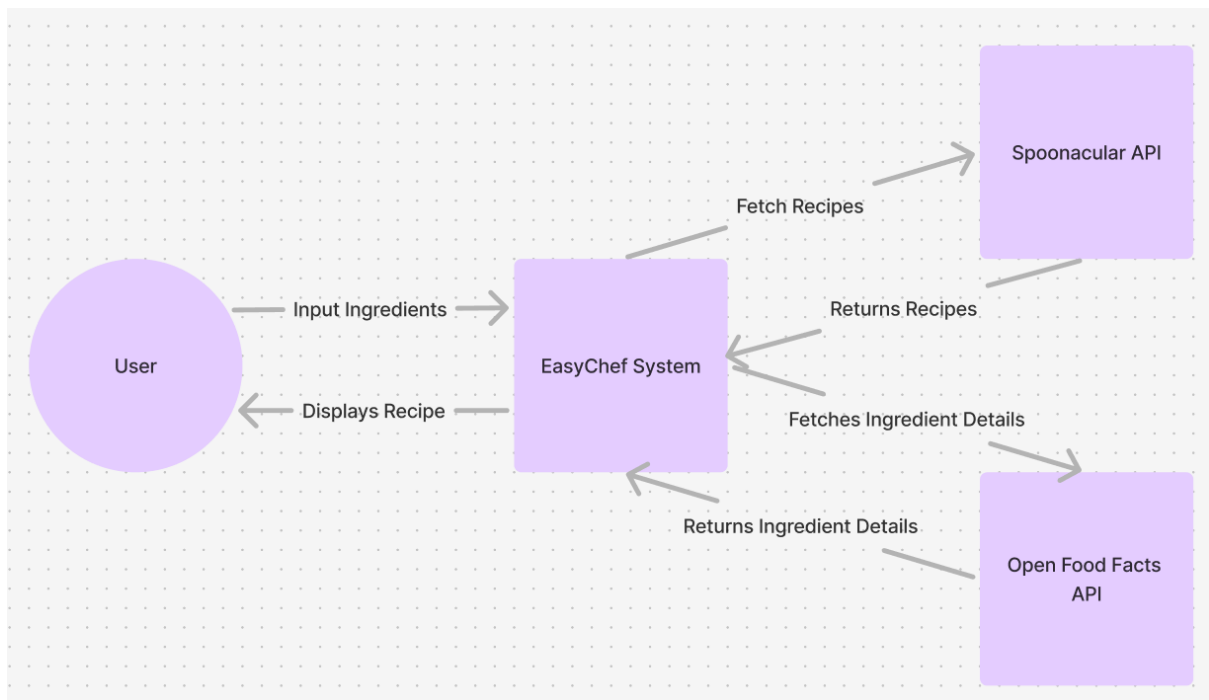 Spoonacular API
Fetch Recipes
Input Ingredients
Returns Recipes
User
EasyChef System
Displays Recipe
Fetches Ingredient Details
Returns Ingredient Details
Open Food Facts
API